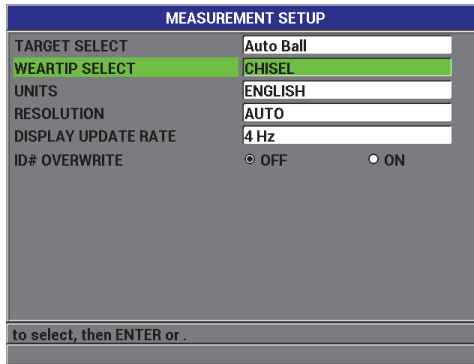 MEASUREMENT SETUP
TARGET SELECT Auto Ball
WEARTIP SELECT CHISEL
UNITS ENGLISH
RESOLUTION AUTO
DISPLAY UPDATE RATE 4 Hz
ID# OVERWRITE OFF ON
to select, then ENTER or .